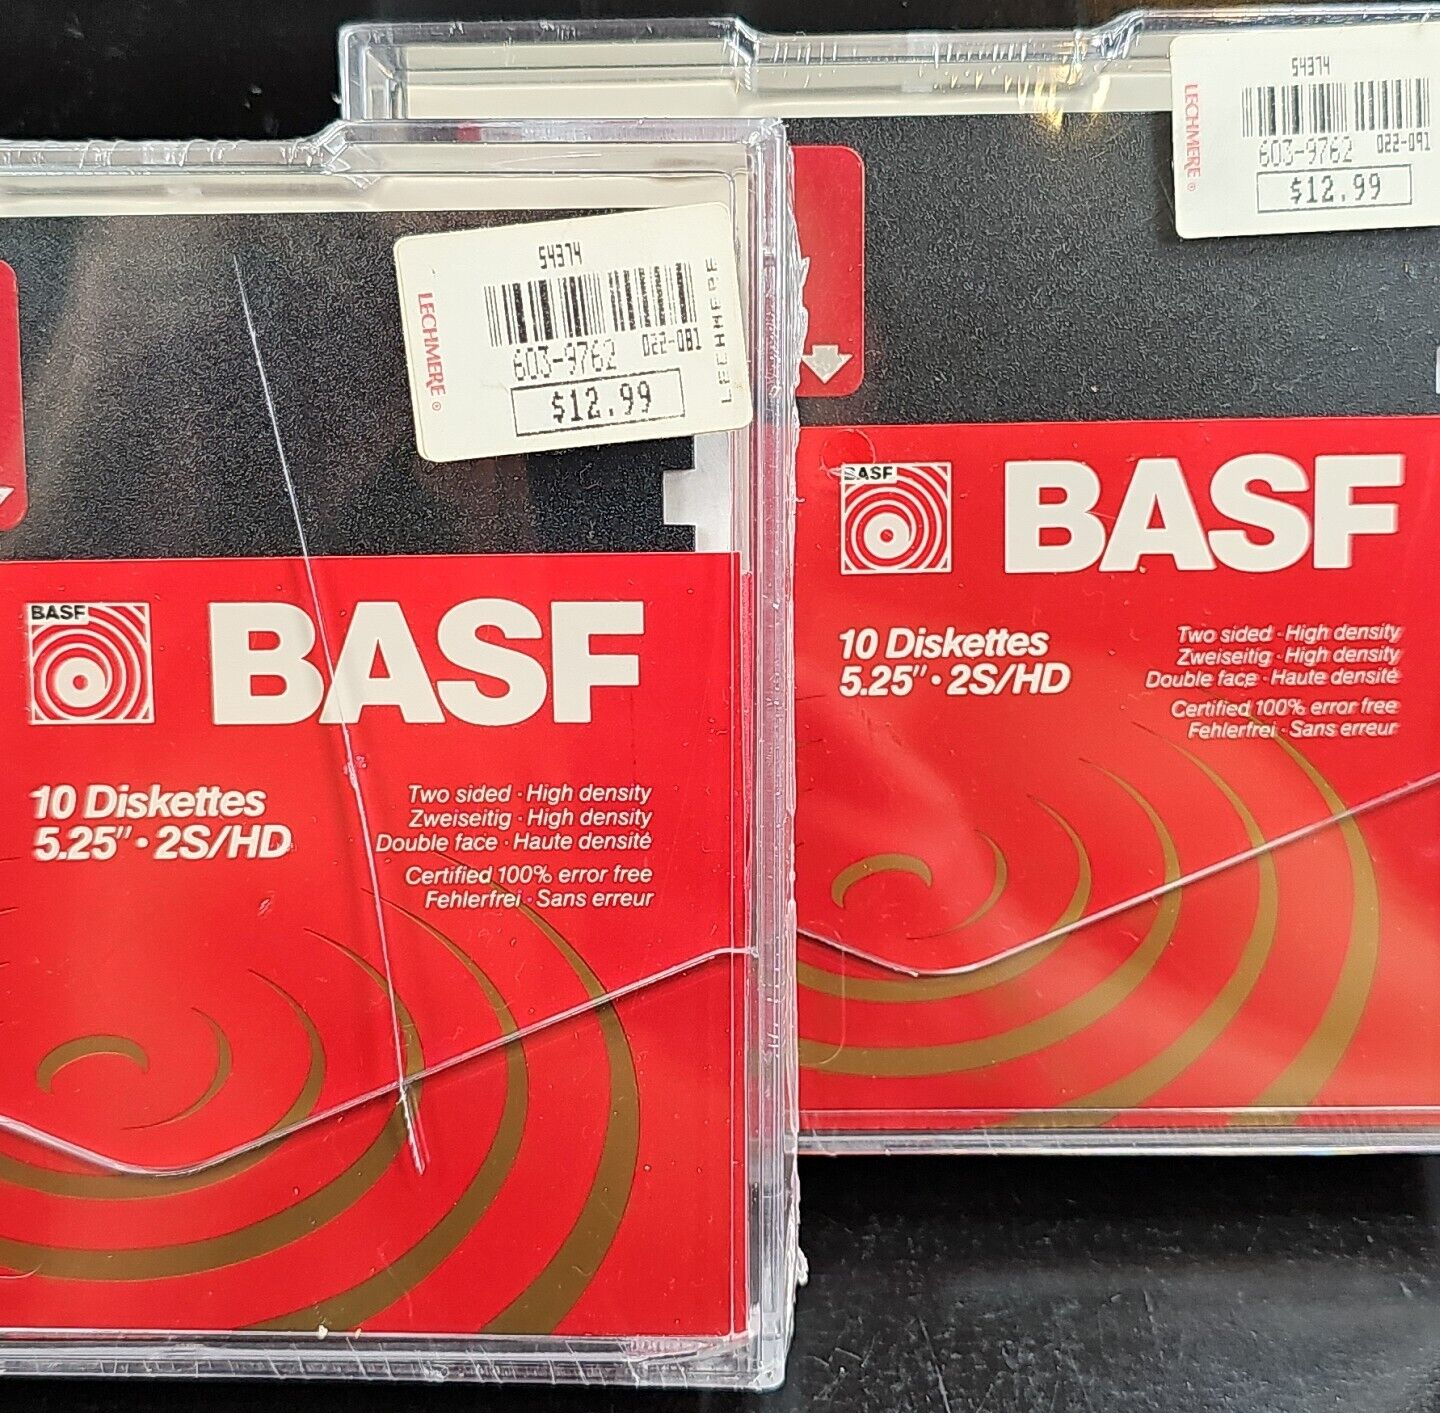 54374
LECHMERE®
603-9762 022-091
$12.99
BASF
BASF
10 Diskettes
5.25"·2S/HD
Two sided · High density
Zweiseitig · High density
Double face · Haute densité
Certified 100% error free
Fehlerfrei · Sans erreur
54374
LECHMERE®
603-9762 022-081
LECHMERE
$12.99
BASF
BASF
10 Diskettes
5.25"·2S/HD
Two sided · High density
Zweiseitig · High density
Double face · Haute densité
Certified 100% error free
Fehlerfrei · Sans erreur